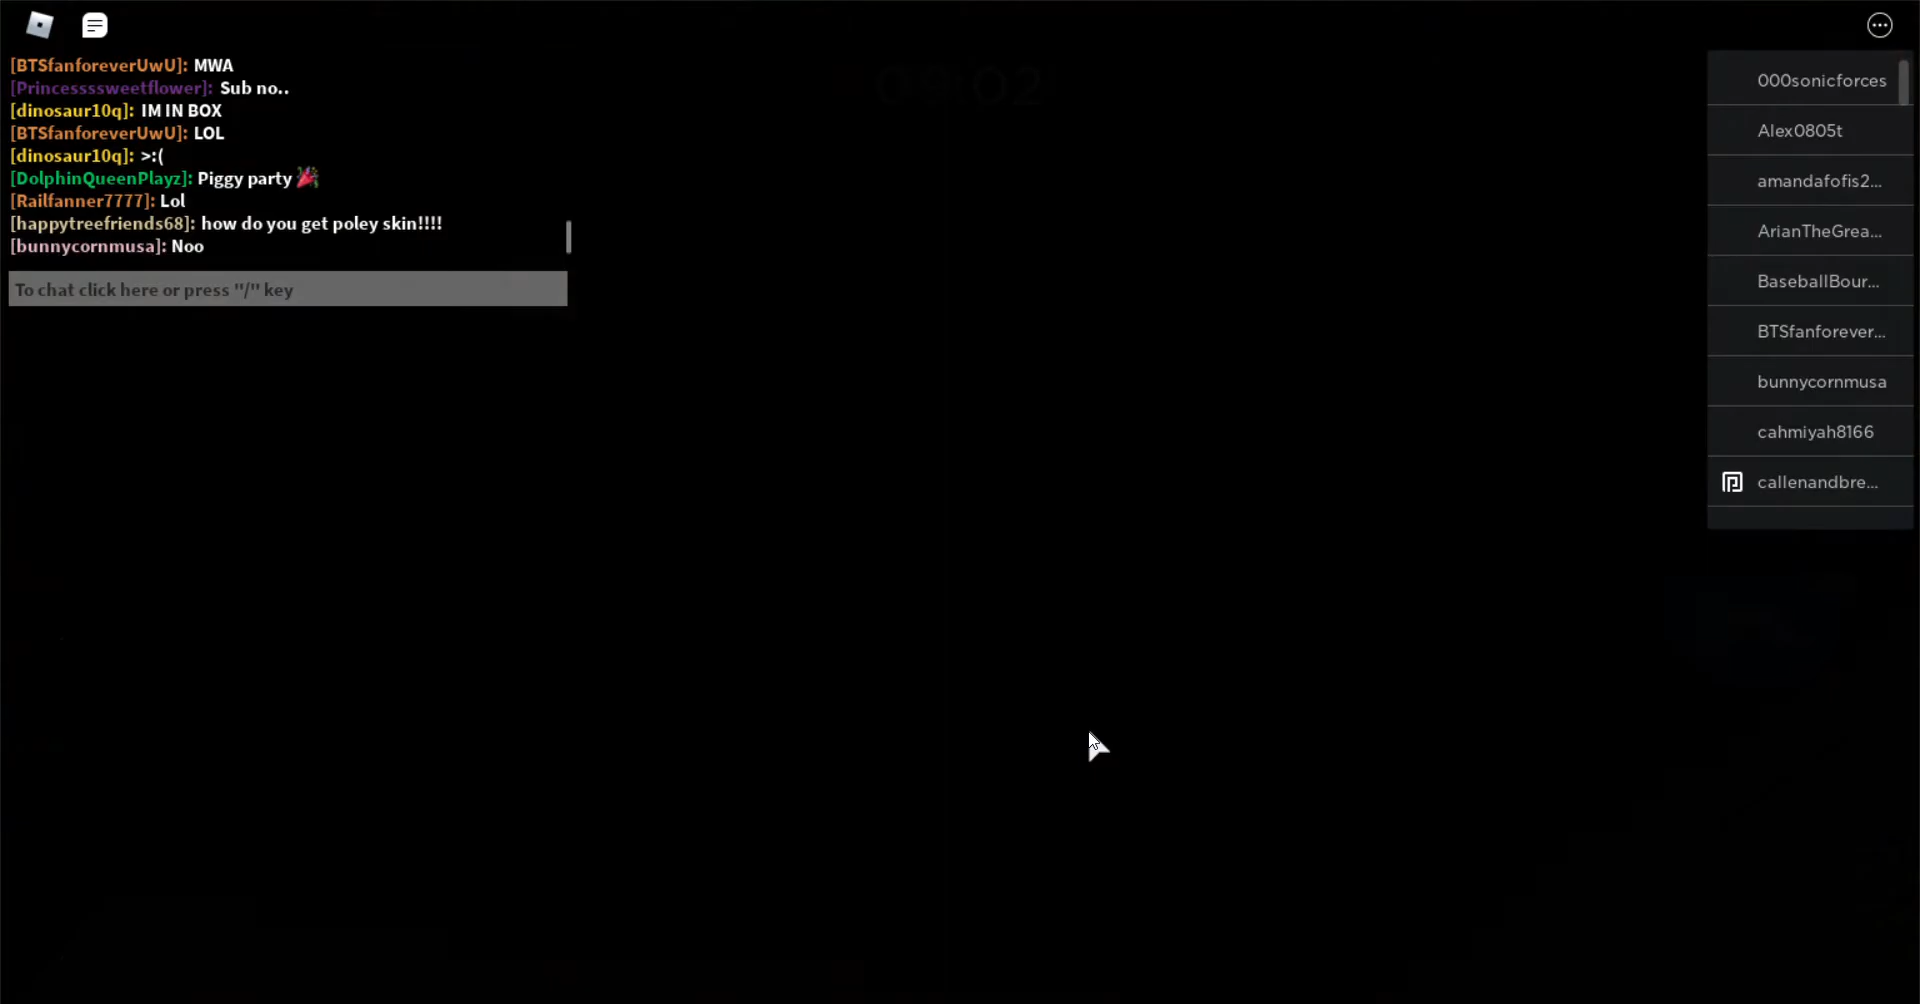 [BTSfanforeverUwU]: MWA
[Princessssweetflower]: Sub no..
[dinosaur10q]: IM IN BOX
[BTSfanforeverUwU]: LOL
[dinosaur10q]: >:(
[DolphinQueenPlayz]: Piggy party 🎉
[Railfanner7777]: Lol
[happytreefriends68]: how do you get poley skin!!!!
[bunnycornmusa]: Noo
To chat click here or press "/" key
000sonicforces
Alex0805t
amandafofis2...
ArianTheGrea...
BaseballBour...
BTSfanforever...
bunnycornmusa
cahmiyah8166
callenandbre...